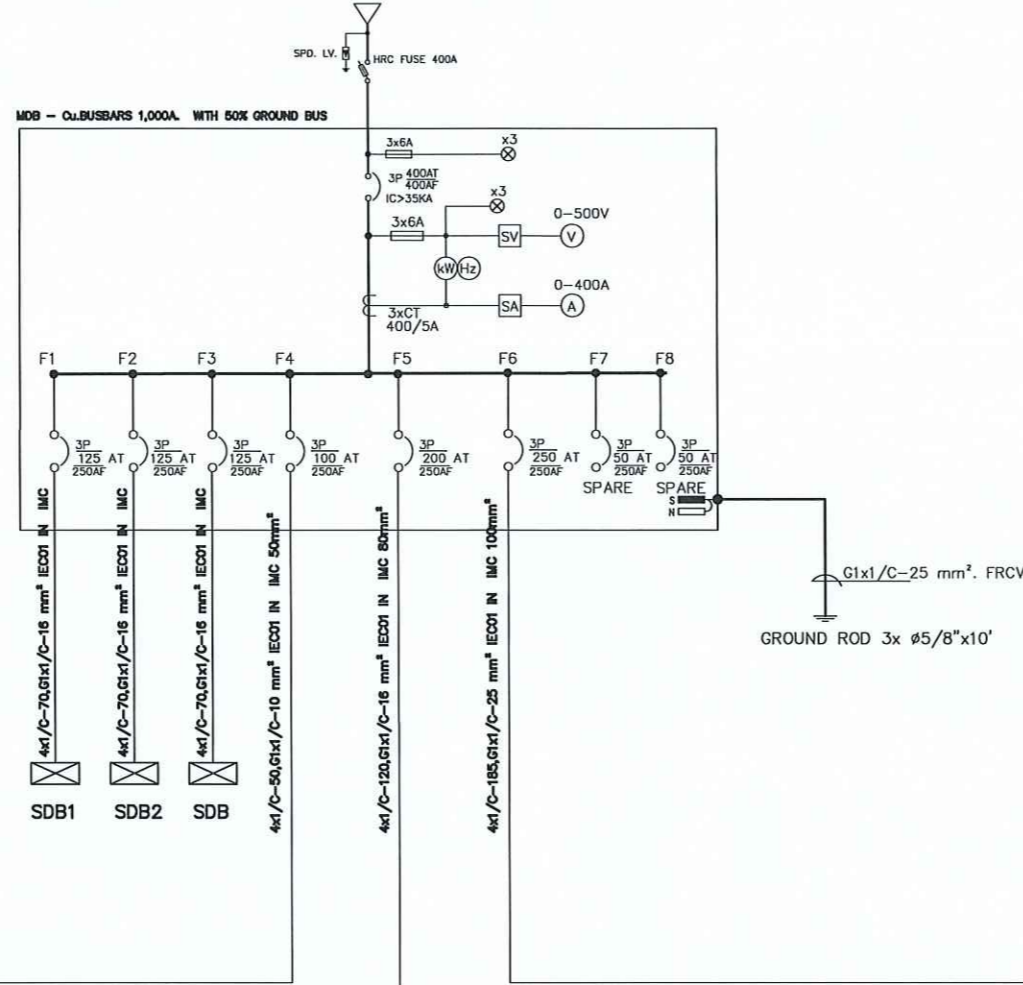 SPD. LV.
HRC FUSE 400A
MDB – Cu.BUSBARS 1,000A. WITH 50% GROUND BUS
3x6A
x3
3P 400AT
400AF
IC>35KA
x3
3x6A
0–500V
SV
V
kW
Hz
0–400A
SA
A
3xCT
400/5A
F1
F2
F3
F4
F5
F6
F7
F8
3P
125 AT
250AF
3P
125 AT
250AF
3P
125 AT
250AF
3P
100 AT
250AF
3P
200 AT
250AF
3P
250 AT
250AF
3P
50 AT
250AF
SPARE
3P
50 AT
250AF
SPARE
S
N
4x1/C–70,G1x1/C–16 mm² IEC01 IN IMC
4x1/C–70,G1x1/C–16 mm² IEC01 IN IMC
4x1/C–70,G1x1/C–16 mm² IEC01 IN IMC
4x1/C–50,G1x1/C–10 mm² IEC01 IN IMC 50mm²
4x1/C–120,G1x1/C–16 mm² IEC01 IN IMC 80mm²
4x1/C–185,G1x1/C–25 mm² IEC01 IN IMC 100mm²
G1x1/C–25 mm². FRCV
GROUND ROD 3x ø5/8"x10'
SDB1
SDB2
SDB